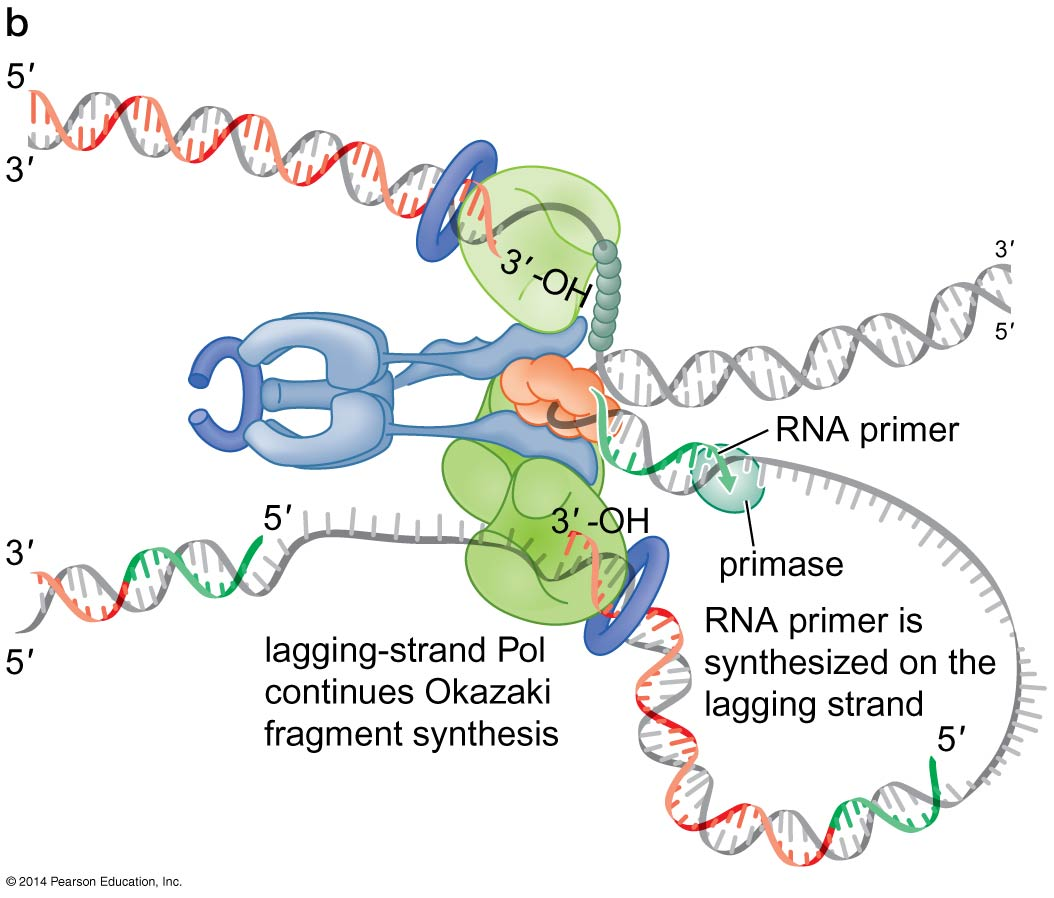 b
5′
3′
3′-OH
3′
5′
RNA primer
5′
3′-OH
3′
primase
5′
lagging-strand Pol
continues Okazaki
fragment synthesis
RNA primer is
synthesized on the
lagging strand
5′
© 2014 Pearson Education, Inc.